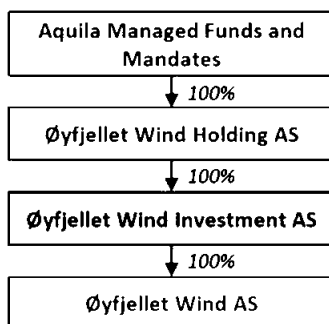 Aquila Managed Funds and
Mandates
100%
Øyfjellet Wind Holding AS
100%
Øyfjellet Wind Investment AS
100%
Øyfjellet Wind AS